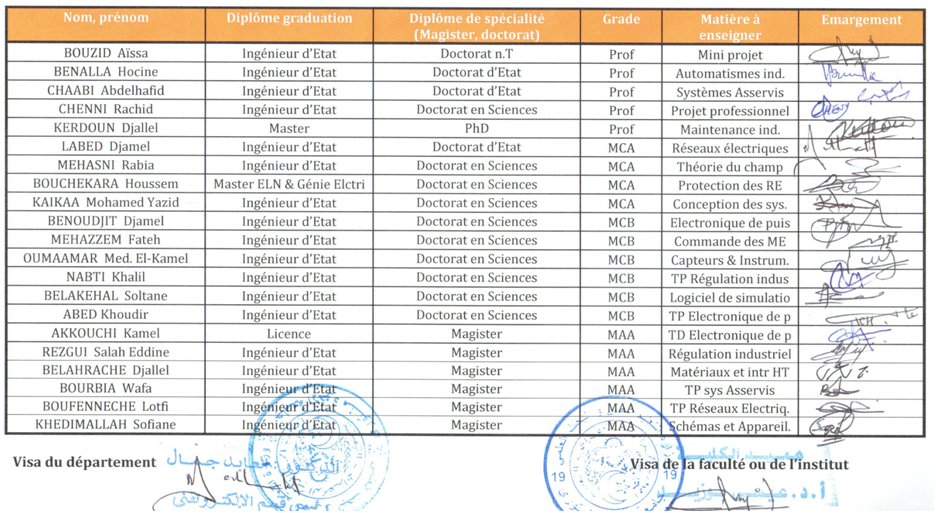 Nom, prénom Diplôme graduation Diplôme de spécialité (Magister, doctorat) Grade Matière à enseigner Emargement
BOUZID Aïssa Ingénieur d'Etat Doctorat n.T Prof Mini projet
BENALLA Hocine Ingénieur d'Etat Doctorat d'Etat Prof Automatismes ind.
CHAABI Abdelhafid Ingénieur d'Etat Doctorat d'Etat Prof Systèmes Asservis
CHENNI Rachid Ingénieur d'Etat Doctorat en Sciences Prof Projet professionnel
KERDOUN Djallel Master PhD Prof Maintenance ind.
LABED Djamel Ingénieur d'Etat Doctorat d'Etat MCA Réseaux électriques
MEHASNI Rabia Ingénieur d'Etat Doctorat en Sciences MCA Théorie du champ
BOUCHEKARA Houssem Master ELN & Génie Elctri Doctorat en Sciences MCA Protection des RE
KAIKAA Mohamed Yazid Ingénieur d'Etat Doctorat en Sciences MCA Conception des sys.
BENOUDJIT Djamel Ingénieur d'Etat Doctorat en Sciences MCB Electronique de puis
MEHAZZEM Fateh Ingénieur d'Etat Doctorat en Sciences MCB Commande des ME
OUMAAMAR Med. El-Kamel Ingénieur d'Etat Doctorat en Sciences MCB Capteurs & Instrum.
NABTI Khalil Ingénieur d'Etat Doctorat en Sciences MCB TP Régulation indus
BELAKEHAL Soltane Ingénieur d'Etat Doctorat en Sciences MCB Logiciel de simulatio
ABED Khoudir Ingénieur d'Etat Doctorat en Sciences MCB TP Electronique de p
AKKOUCHI Kamel Licence Magister MAA TD Electronique de p
REZGUI Salah Eddine Ingénieur d'Etat Magister MAA Régulation industriel
BELAHRACHE Djallel Ingénieur d'Etat Magister MAA Matériaux et intr HT
BOURBIA Wafa Ingénieur d'Etat Magister MAA TP sys Asservis
BOUFENNECHE Lotfi Ingénieur d'Etat Magister MAA TP Réseaux Electriq.
KHEDIMALLAH Sofiane Ingénieur d'Etat Magister MAA Schémas et Appareil.
Visa du département Visa de la faculté ou de l'institut
19 19